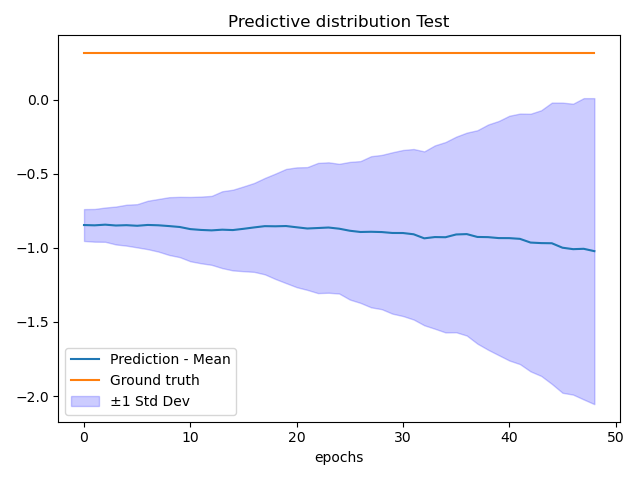 Predictive distribution Test
0.0
−0.5
−1.0
−1.5
−2.0
Prediction - Mean
Ground truth
±1 Std Dev
0 10 20 30 40 50
epochs